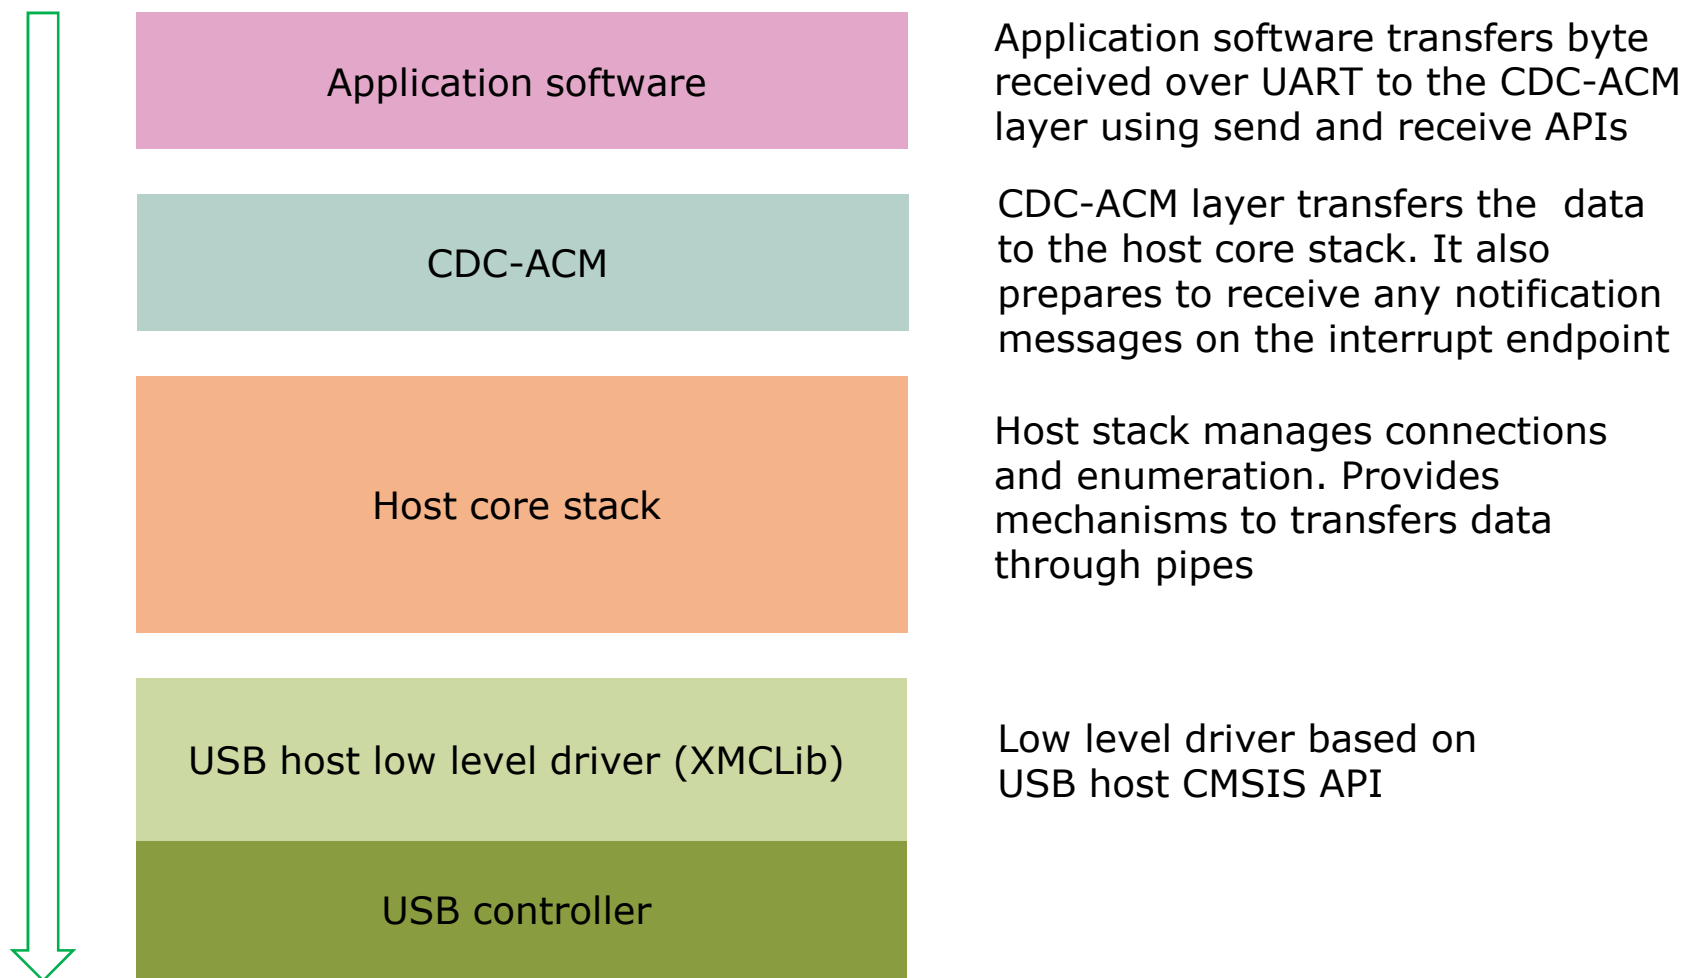 Application software
Application software transfers byte
received over UART to the CDC-ACM
layer using send and receive APIs
CDC-ACM
CDC-ACM layer transfers the  data
to the host core stack. It also
prepares to receive any notification
messages on the interrupt endpoint
Host core stack
Host stack manages connections
and enumeration. Provides
mechanisms to transfers data
through pipes
USB host low level driver (XMCLib)
Low level driver based on
USB host CMSIS API
USB controller